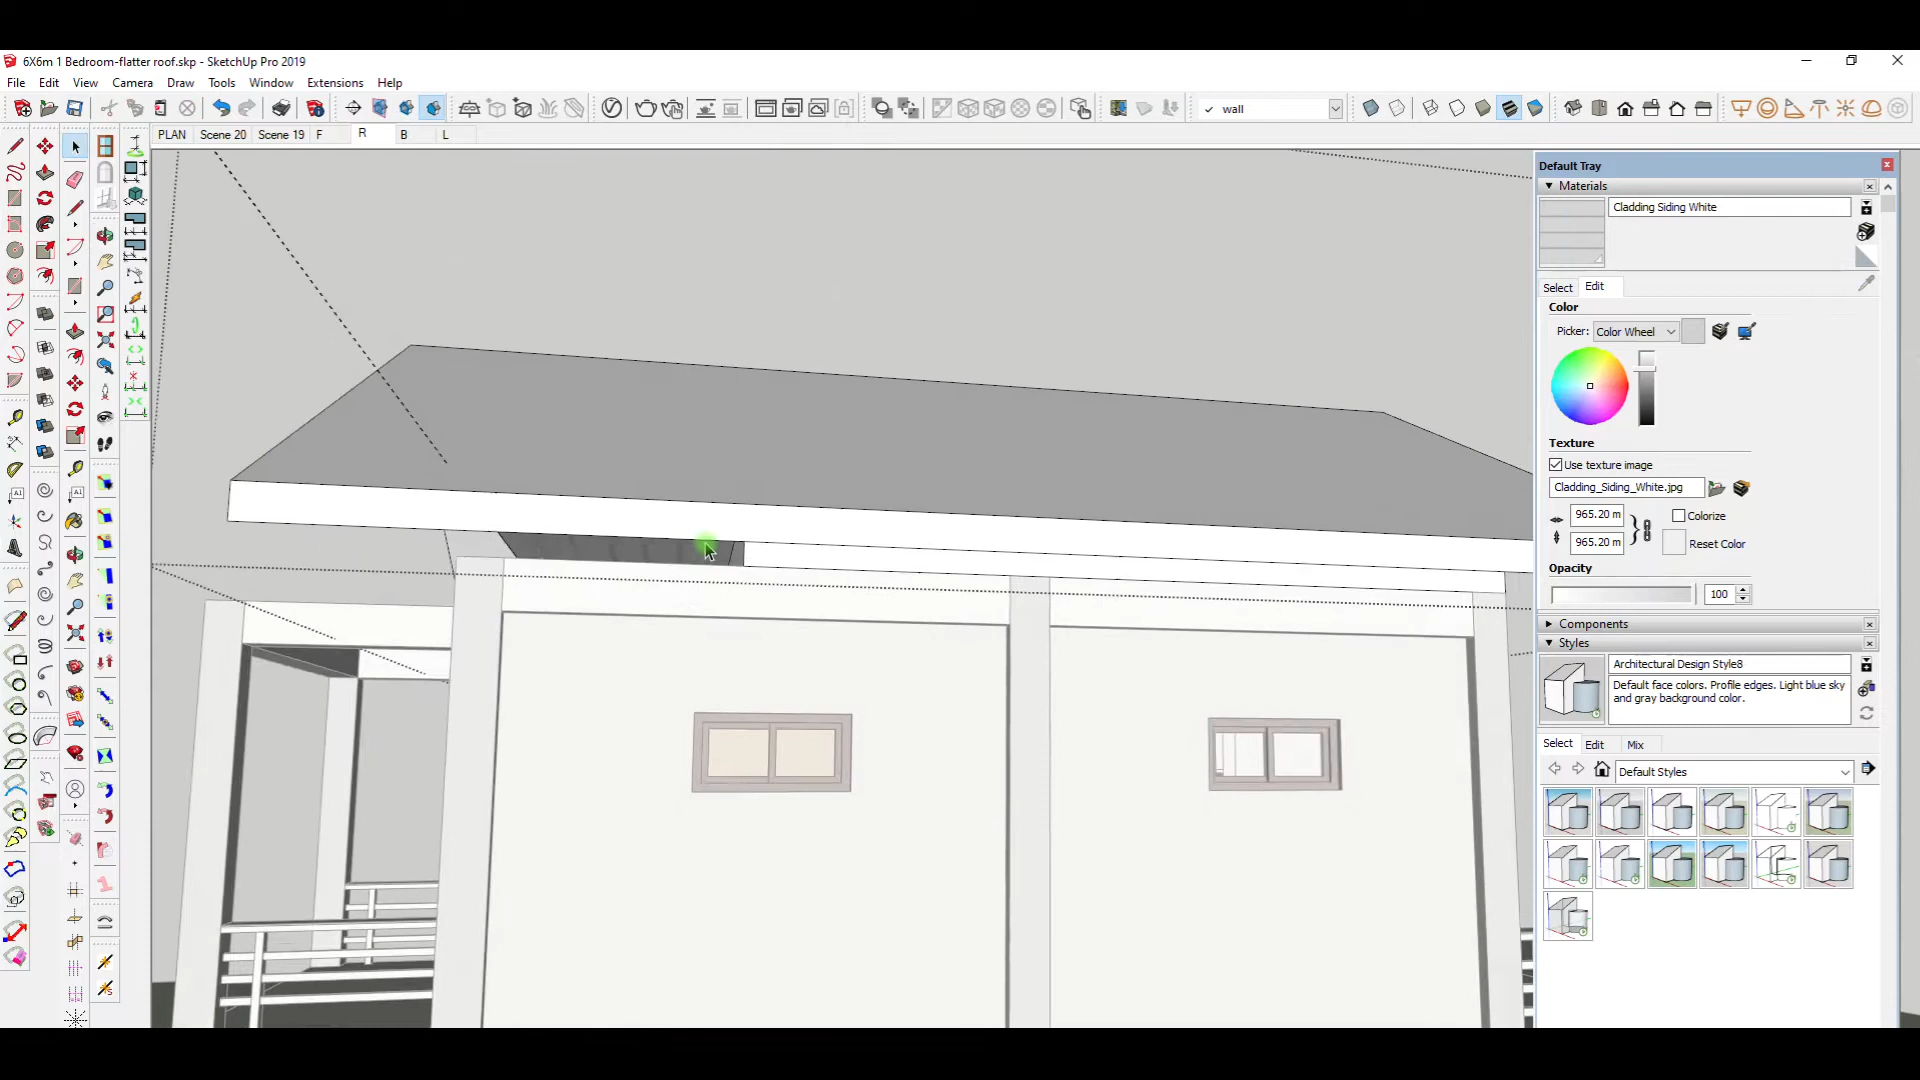 6X6m 1 Bedroom-flatter roof.skp - SketchUp Pro 2019
File Edit View Camera Draw Tools Window Extensions Help
✓ wall
PLAN Scene 20 Scene 19 F R B L
Default Tray
Materials
Cladding Siding White
Select Edit
Color
Picker: Color Wheel
Texture
Use texture image
Cladding_Siding_White.jpg
965.20 m Colorize
965.20 m Reset Color
Opacity
100
Components
Styles
Architectural Design Style8
Default face colors. Profile edges. Light blue sky
and gray background color.
Select Edit Mix
Default Styles